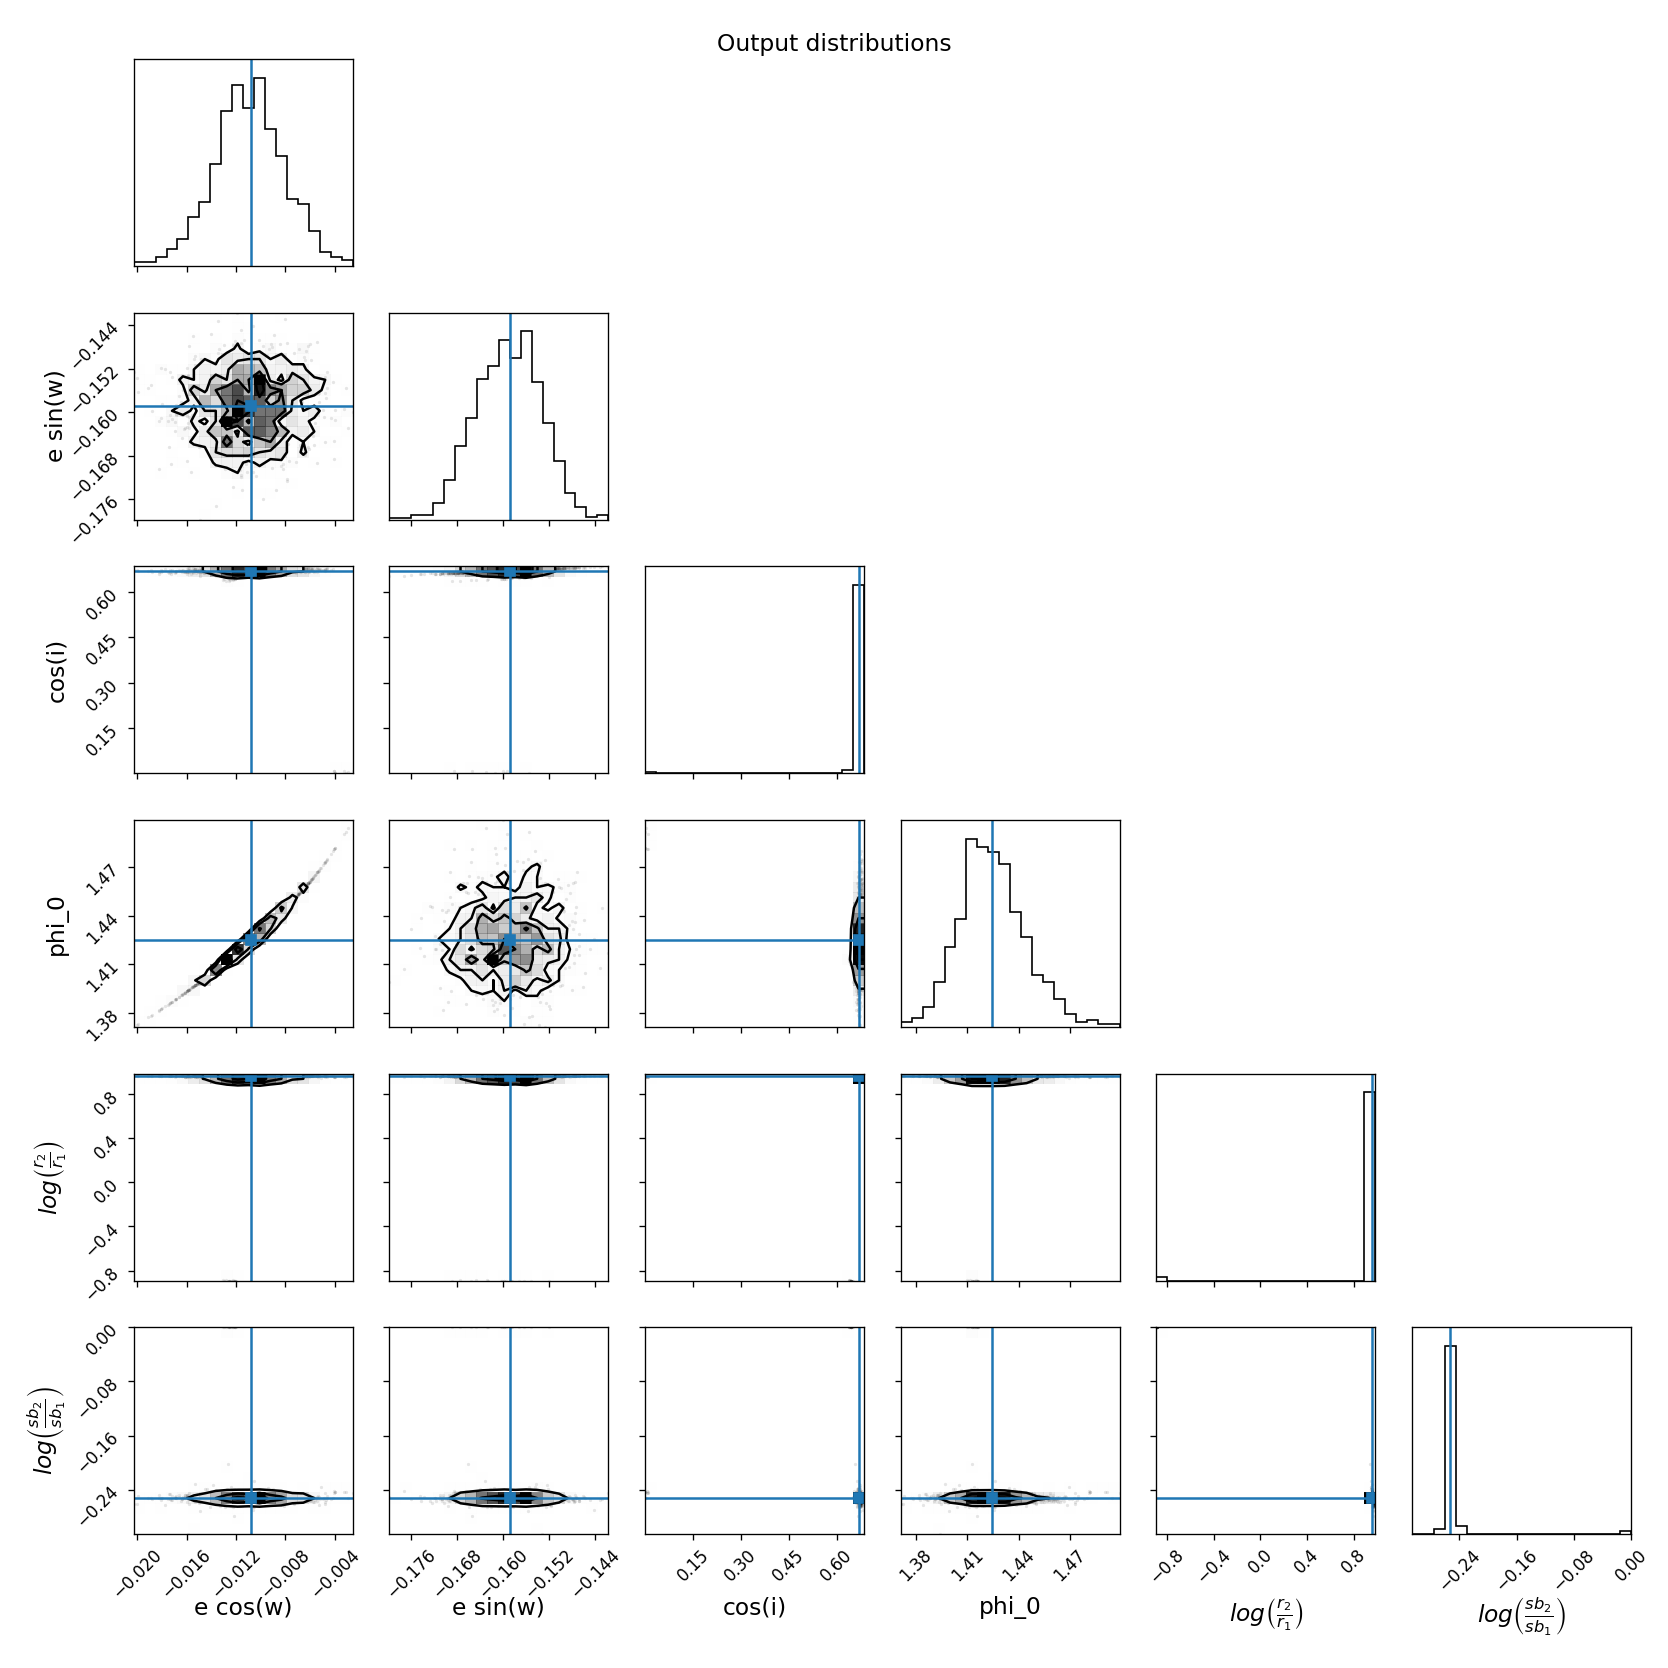 Output distributions
e sin(w)
−0.144
−0.152
−0.160
−0.168
−0.176
cos(i)
0.60
0.45
0.30
0.15
phi_0
1.47
1.44
1.41
1.38
log(r2/r1)
0.8
0.4
0.0
−0.4
−0.8
log(sb2/sb1)
0.00
−0.08
−0.16
−0.24
−0.020 −0.016 −0.012 −0.008 −0.004
e cos(w)
−0.176 −0.168 −0.160 −0.152 −0.144
e sin(w)
0.15 0.30 0.45 0.60
cos(i)
1.38 1.41 1.44 1.47
phi_0
−0.8 −0.4 0.0 0.4 0.8
log(r2/r1)
−0.24 −0.16 −0.08 0.00
log(sb2/sb1)